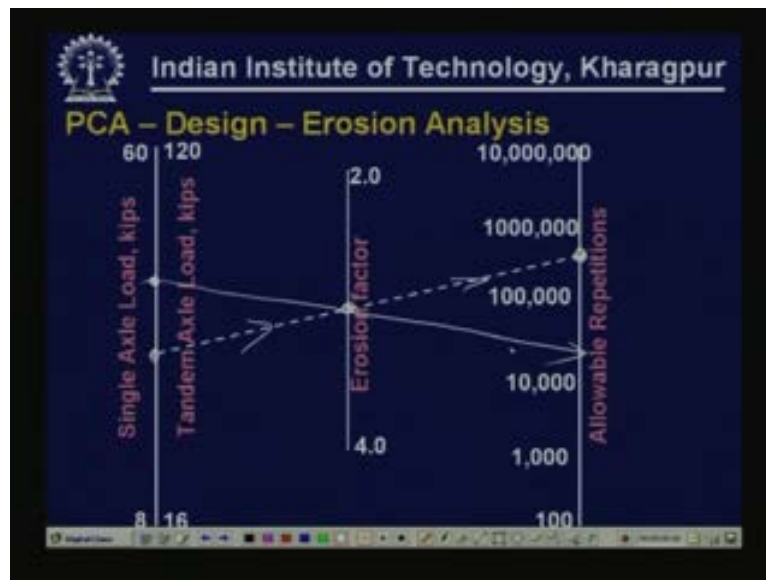 Indian Institute of Technology, Kharagpur
PCA – Design – Erosion Analysis
60 120
2.0
10,000,000
1000,000
100,000
10,000
1,000
100
4.0
8 16
Single Axle Load, kips
Tandem Axle Load, kips
Erosion factor
Allowable Repetitions